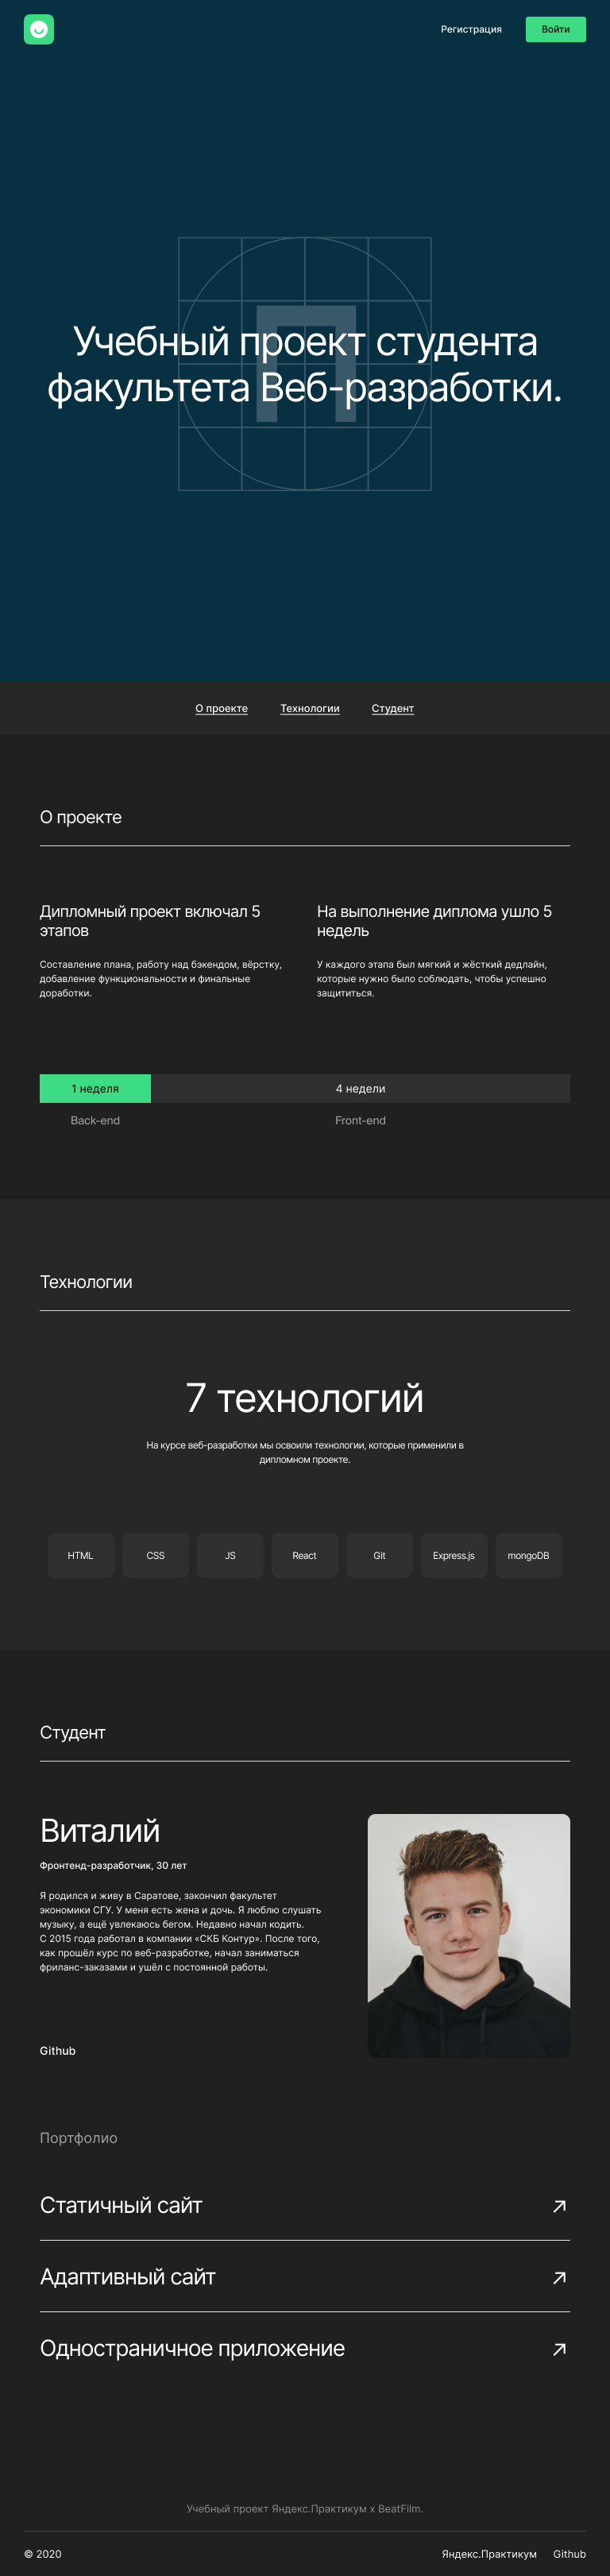 Регистрация
Войти
П
Учебный проект студента
факультета Веб-разработки.
О проекте
Технологии
Студент
О проекте
Дипломный проект включал 5
этапов
Составление плана, работу над бэкендом, вёрстку,
добавление функциональности и финальные
доработки.
На выполнение диплома ушло 5
недель
У каждого этапа был мягкий и жёсткий дедлайн,
которые нужно было соблюдать, чтобы успешно
защититься.
1 неделя
4 недели
Back-end
Front-end
Технологии
7 технологий
На курсе веб-разработки мы освоили технологии, которые применили в
дипломном проекте.
HTML
CSS
JS
React
Git
Express.js
mongoDB
Студент
Виталий
Фронтенд-разработчик, 30 лет
Я родился и живу в Саратове, закончил факультет
экономики СГУ. У меня есть жена и дочь. Я люблю слушать
музыку, а ещё увлекаюсь бегом. Недавно начал кодить.
С 2015 года работал в компании «СКБ Контур». После того,
как прошёл курс по веб-разработке, начал заниматься
фриланс-заказами и ушёл с постоянной работы.
Github
Портфолио
Статичный сайт
Адаптивный сайт
Одностраничное приложение
Учебный проект Яндекс.Практикум х BeatFilm.
© 2020
Яндекс.Практикум
Github